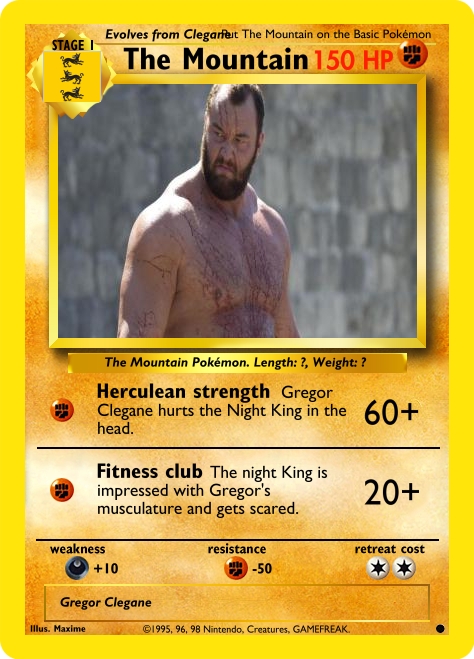 Evolves from Clegane Put The Mountain on the Basic Pokémon
STAGE 1
The Mountain 150 HP
The Mountain Pokémon. Length: ?, Weight: ?
Herculean strength Gregor
Clegane hurts the Night King in the
head.
60+
Fitness club The night King is
impressed with Gregor's
musculature and gets scared.
20+
weakness resistance retreat cost
+10 -50
Gregor Clegane
Illus. Maxime ©1995, 96, 98 Nintendo, Creatures, GAMEFREAK.